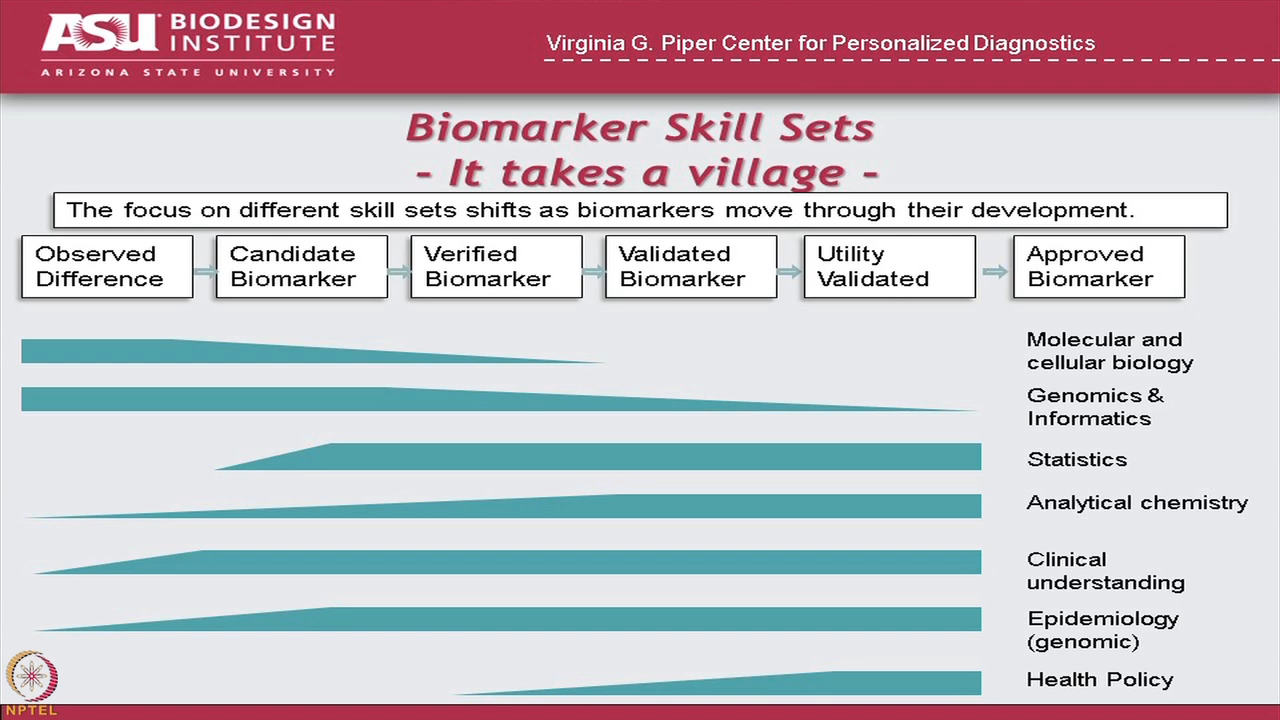 ASU BIODESIGN
INSTITUTE
ARIZONA STATE UNIVERSITY
Virginia G. Piper Center for Personalized Diagnostics
Biomarker Skill Sets
- It takes a village -
The focus on different skill sets shifts as biomarkers move through their development.
Observed
Difference
Candidate
Biomarker
Verified
Biomarker
Validated
Biomarker
Utility
Validated
Approved
Biomarker
Molecular and
cellular biology
Genomics &
Informatics
Statistics
Analytical chemistry
Clinical
understanding
Epidemiology
(genomic)
Health Policy
NPTEL